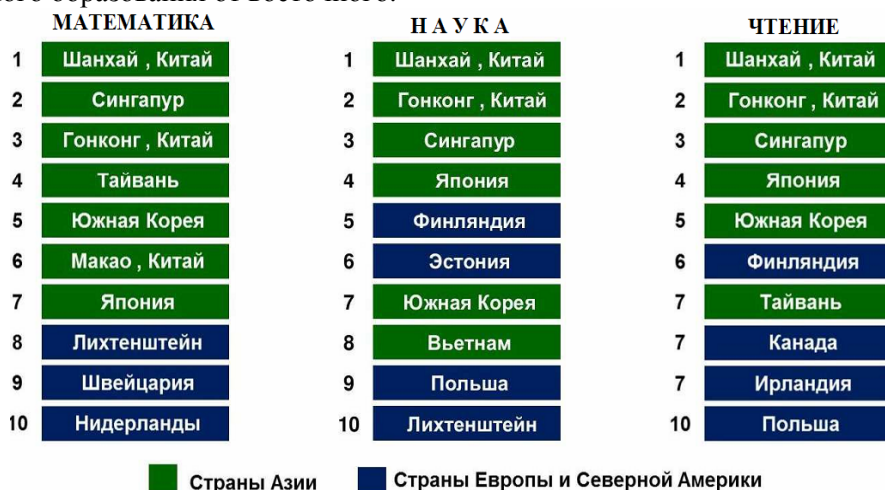 ного образования от восточного.
МАТЕМАТИКА
1 Шанхай , Китай
2 Сингапур
3 Гонконг , Китай
4 Тайвань
5 Южная Корея
6 Макао , Китай
7 Япония
8 Лихтенштейн
9 Швейцария
10 Нидерланды
Н А У К А
1 Шанхай , Китай
2 Гонконг , Китай
3 Сингапур
4 Япония
5 Финляндия
6 Эстония
7 Южная Корея
8 Вьетнам
9 Польша
10 Лихтенштейн
ЧТЕНИЕ
1 Шанхай , Китай
2 Гонконг , Китай
3 Сингапур
4 Япония
5 Южная Корея
6 Финляндия
7 Тайвань
7 Канада
7 Ирландия
10 Польша
Страны Азии
Страны Европы и Северной Америки